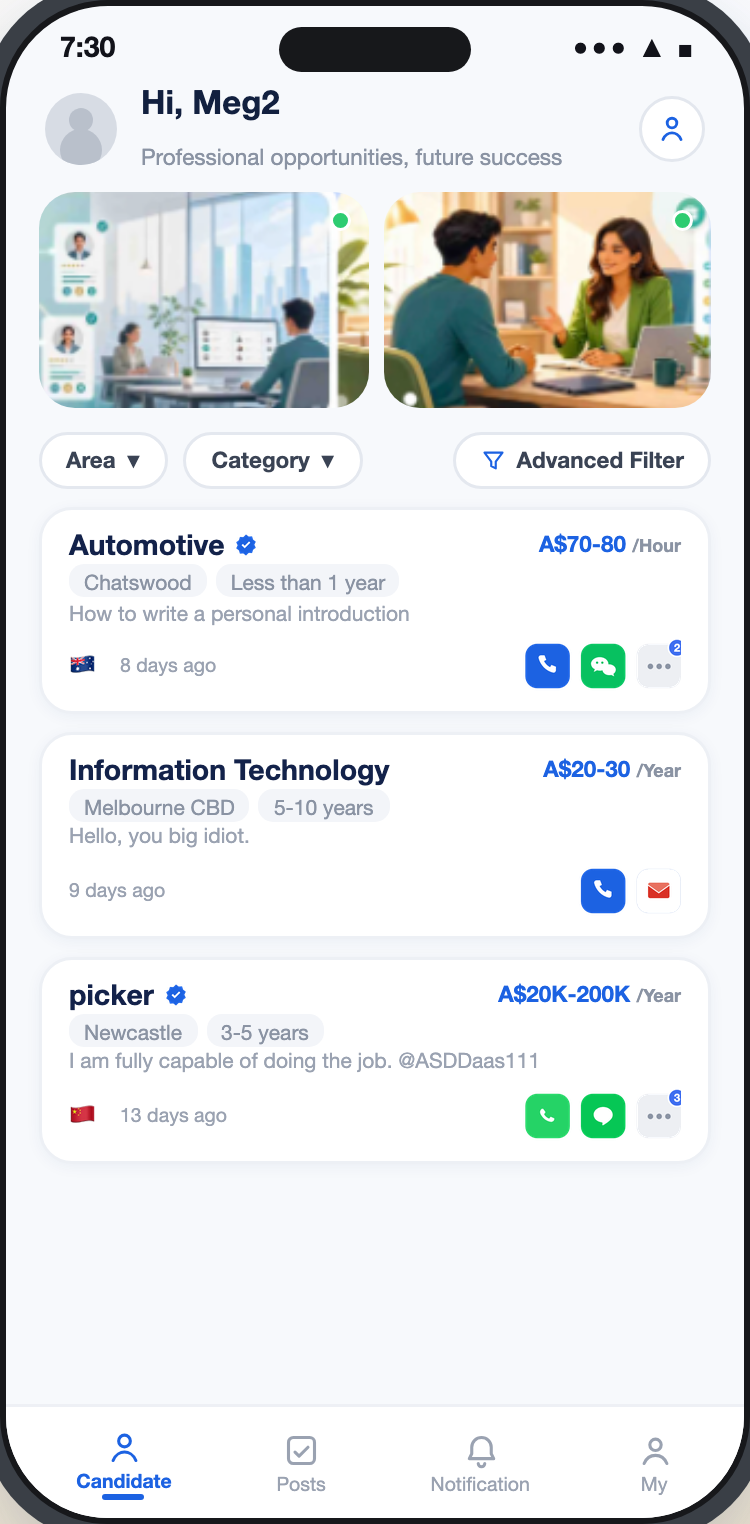 7:30
Hi, Meg2
Professional opportunities, future success
Area ▼ Category ▼ Advanced Filter
Automotive A$70-80 /Hour
Chatswood Less than 1 year
How to write a personal introduction
8 days ago 2
Information Technology A$20-30 /Year
Melbourne CBD 5-10 years
Hello, you big idiot.
9 days ago
picker A$20K-200K /Year
Newcastle 3-5 years
I am fully capable of doing the job. @ASDDaas111
13 days ago 3
Candidate Posts Notification My